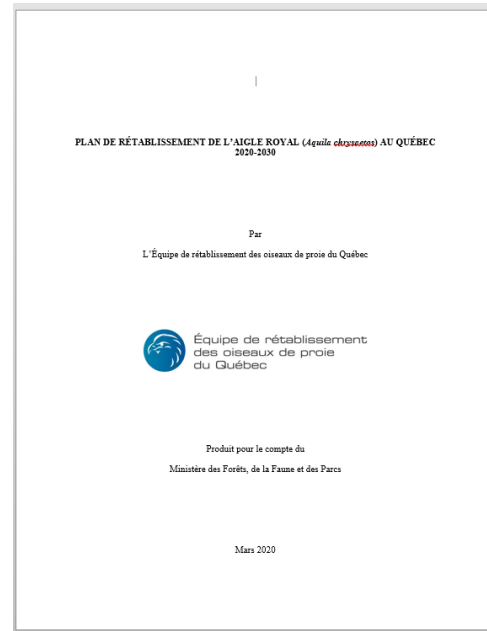 PLAN DE RÉTABLISSEMENT DE L'AIGLE ROYAL (Aquila chrysaetos) AU QUÉBEC
2020-2030
Par
L'Équipe de rétablissement des oiseaux de proie du Québec
Équipe de rétablissement
des oiseaux de proie
du Québec
Produit pour le compte du
Ministère des Forêts, de la Faune et des Parcs
Mars 2020